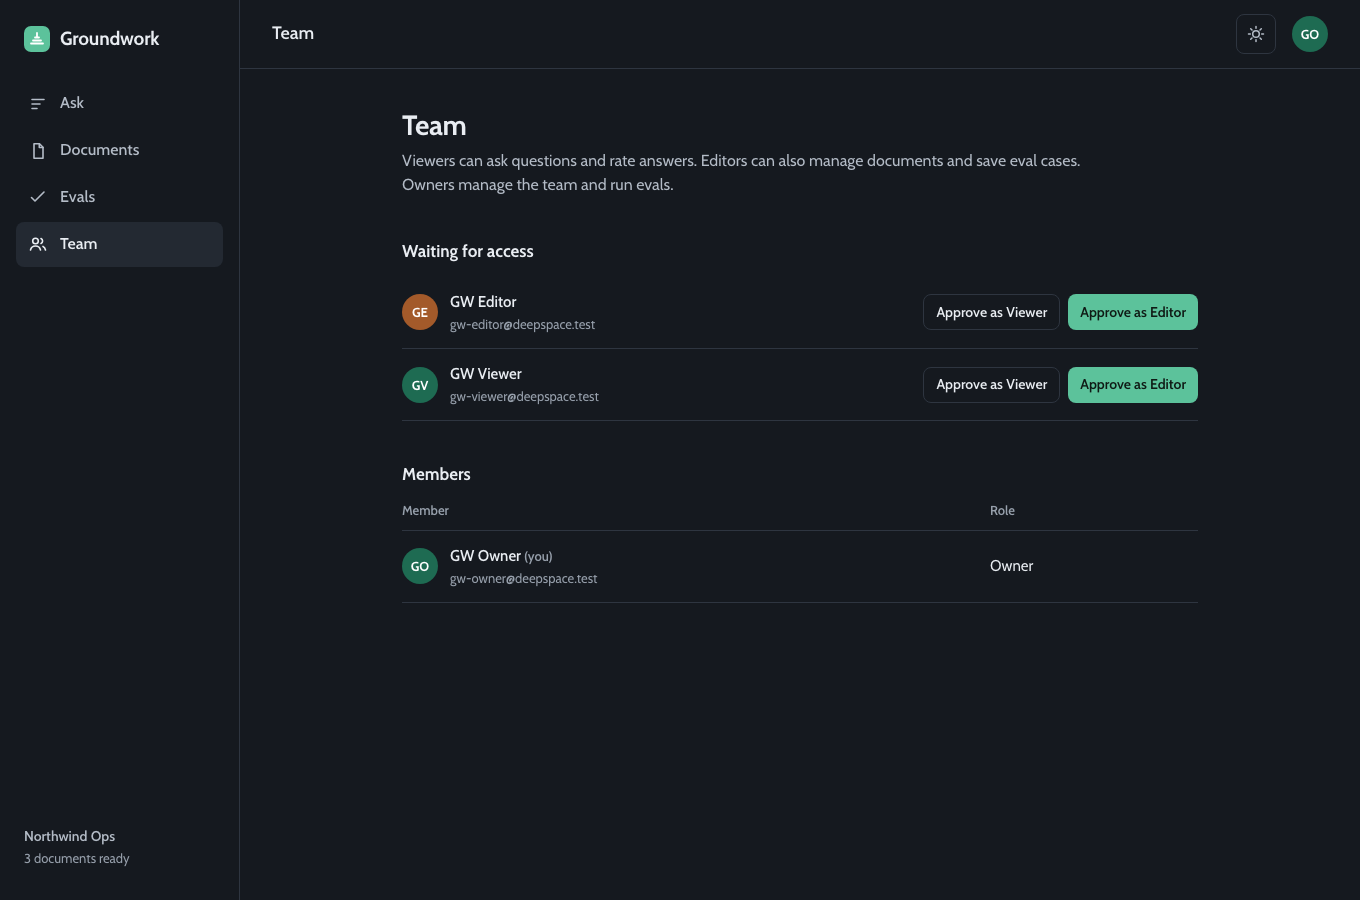 Groundwork
Team
GO
Ask
Documents
Evals
Team
Team
Viewers can ask questions and rate answers. Editors can also manage documents and save eval cases.
Owners manage the team and run evals.
Waiting for access
GE
GW Editor
gw-editor@deepspace.test
Approve as Viewer
Approve as Editor
GV
GW Viewer
gw-viewer@deepspace.test
Approve as Viewer
Approve as Editor
Members
Member
Role
GO
GW Owner (you)
gw-owner@deepspace.test
Owner
Northwind Ops
3 documents ready